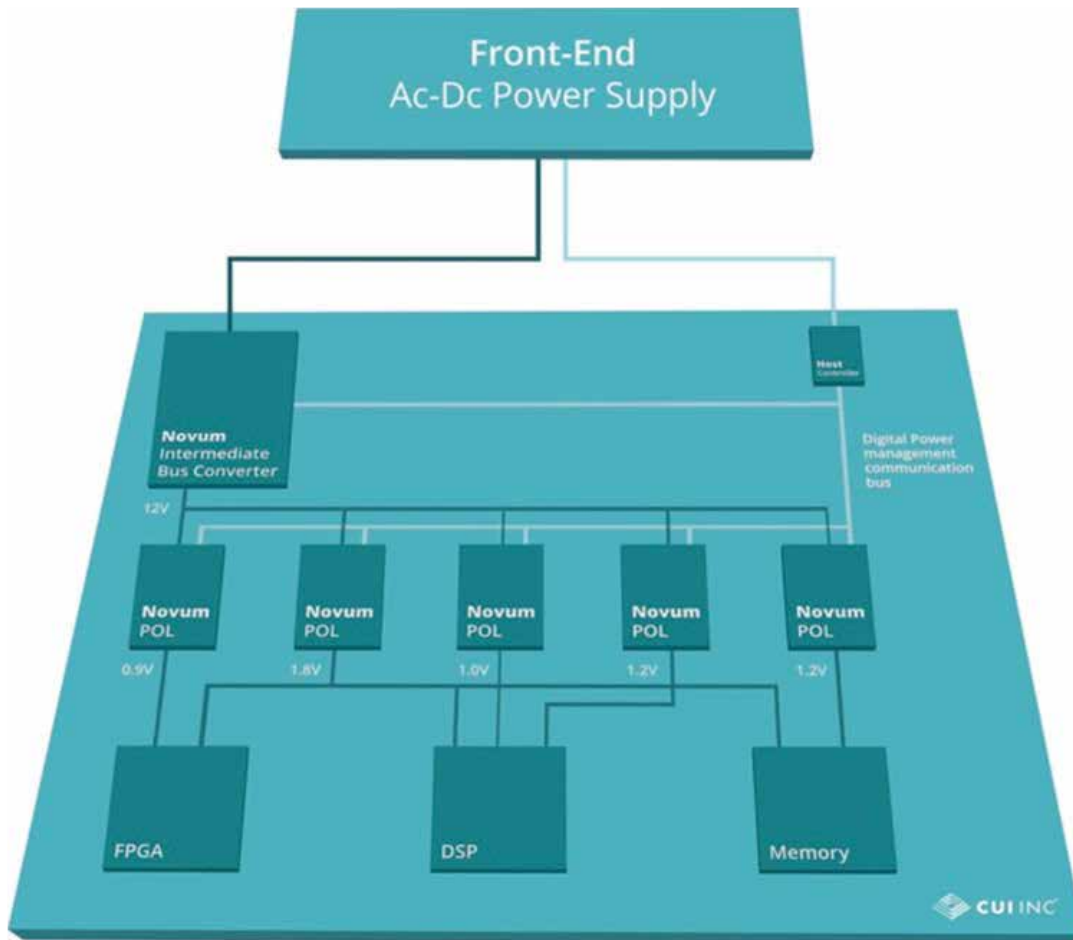 Front-End
Ac-Dc Power Supply
Host
Controller
Novum
Intermediate
Bus Converter
Digital Power
management
communication
bus
12V
Novum
POL
Novum
POL
Novum
POL
Novum
POL
Novum
POL
0.9V
1.8V
1.0V
1.2V
1.2V
FPGA
DSP
Memory
CUI INC